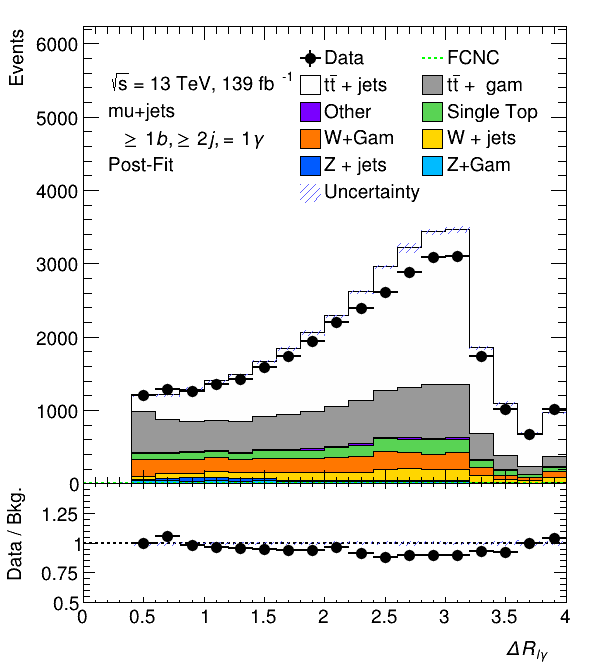 Events
6000
5000
4000
3000
2000
1000
0
√s = 13 TeV, 139 fb⁻¹
mu+jets
≥ 1b, ≥ 2j, = 1γ
Post-Fit
Data
FCNC
tt̄ + jets
tt̄ + gam
Other
Single Top
W+Gam
W + jets
Z + jets
Z+Gam
Uncertainty
Data / Bkg.
1.25
1
0.75
0.5
0 0.5 1 1.5 2 2.5 3 3.5 4
ΔR_{lγ}